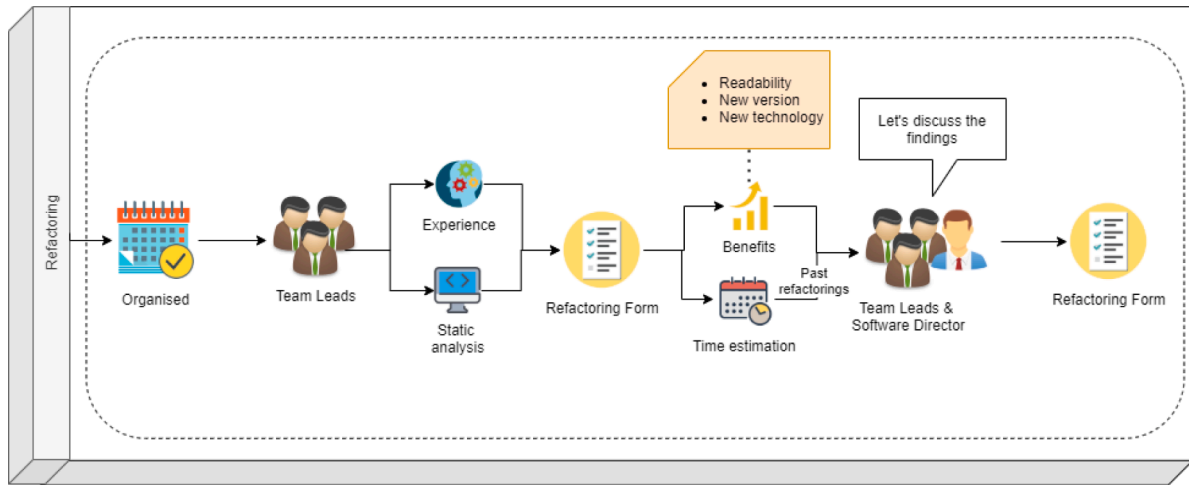 Refactoring
Organised
Team Leads
Experience
Static
analysis
Refactoring Form
Readability
New version
New technology
Benefits
Time estimation
Past
refactorings
Let's discuss the
findings
Team Leads &
Software Director
Refactoring Form